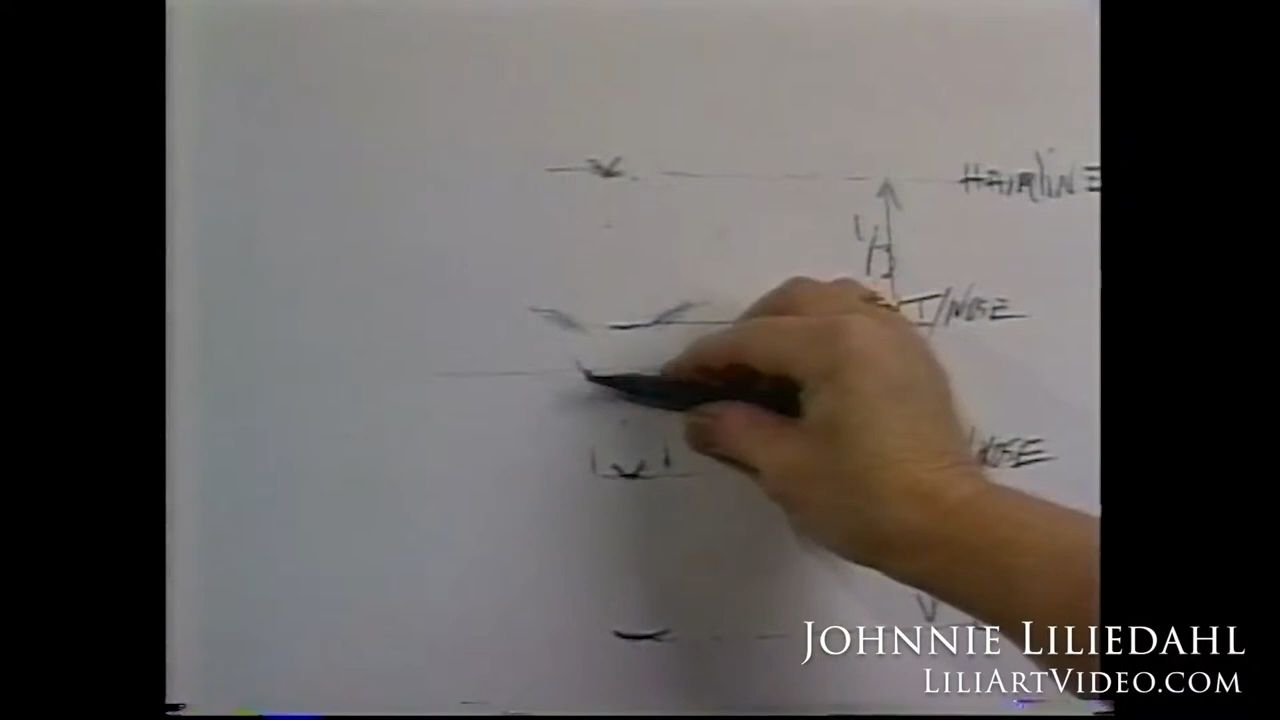 HAIRLINE
1/3
T/NOSE
/NOSE
JOHNNIE LILIEDAHL
LILIARTVIDEO.COM